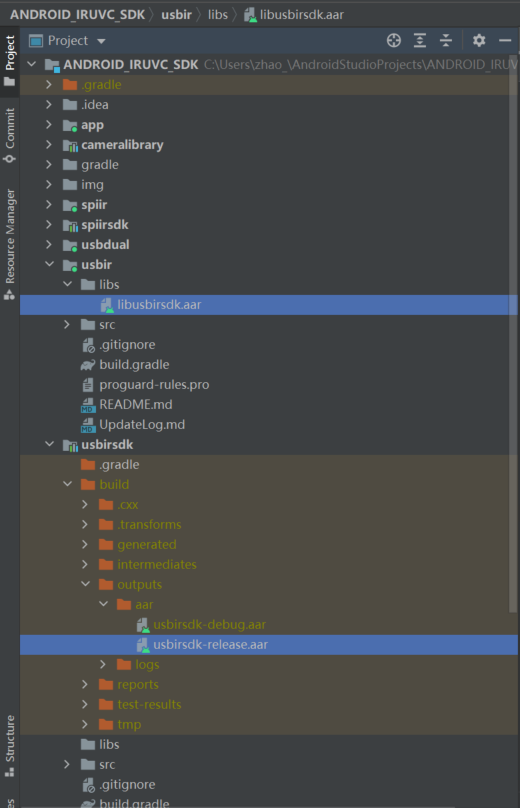 ANDROID_IRUVC_SDK usbir libs libusbirsdk.aar
Project
Project
ANDROID_IRUVC_SDK C:\Users\zhao_\AndroidStudioProjects\ANDROID_IRUV
.gradle
.idea
app
Commit
cameralibrary
gradle
img
Resource Manager
spiir
spiirsdk
usbdual
usbir
libs
libusbirsdk.aar
src
.gitignore
build.gradle
proguard-rules.pro
README.md
UpdateLog.md
usbirsdk
.gradle
build
.cxx
.transforms
generated
intermediates
outputs
aar
usbirsdk-debug.aar
usbirsdk-release.aar
logs
reports
test-results
tmp
Structure
libs
src
.gitignore
build.gradle